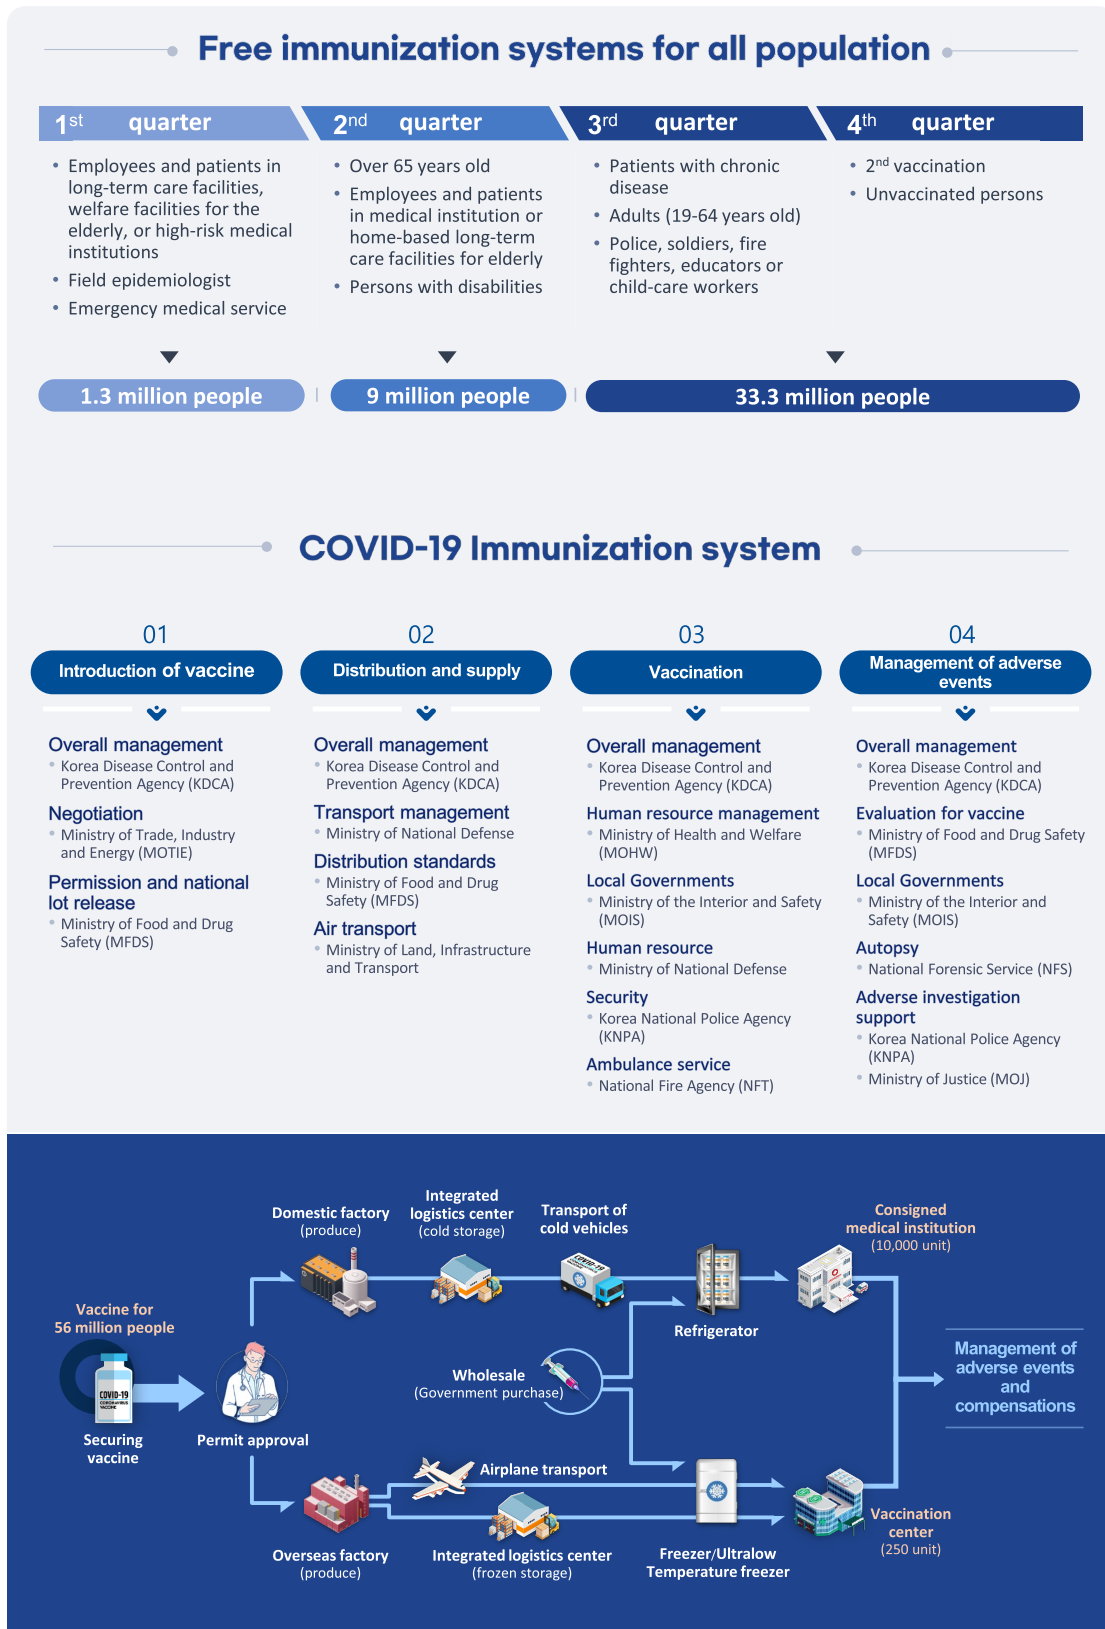 Free immunization systems for all population
1st quarter
Employees and patients in
long-term care facilities,
welfare facilities for the
elderly, or high-risk medical
institutions
Field epidemiologist
Emergency medical service
1.3 million people
2nd quarter
Over 65 years old
Employees and patients
in medical institution or
home-based long-term
care facilities for elderly
Persons with disabilities
9 million people
3rd quarter
Patients with chronic
disease
Adults (19-64 years old)
Police, soldiers, fire
fighters, educators or
child-care workers
4th quarter
2nd vaccination
Unvaccinated persons
33.3 million people
COVID-19 Immunization system
01
Introduction of vaccine
Overall management
Korea Disease Control and
Prevention Agency (KDCA)
Negotiation
Ministry of Trade, Industry
and Energy (MOTIE)
Permission and national
lot release
Ministry of Food and Drug
Safety (MFDS)
02
Distribution and supply
Overall management
Korea Disease Control and
Prevention Agency (KDCA)
Transport management
Ministry of National Defense
Distribution standards
Ministry of Food and Drug
Safety (MFDS)
Air transport
Ministry of Land, Infrastructure
and Transport
03
Vaccination
Overall management
Korea Disease Control and
Prevention Agency (KDCA)
Human resource management
Ministry of Health and Welfare
(MOHW)
Local Governments
Ministry of the Interior and Safety
(MOIS)
Human resource
Ministry of National Defense
Security
Korea National Police Agency
(KNPA)
Ambulance service
National Fire Agency (NFT)
04
Management of adverse
events
Overall management
Korea Disease Control and
Prevention Agency (KDCA)
Evaluation for vaccine
Ministry of Food and Drug Safety
(MFDS)
Local Governments
Ministry of the Interior and
Safety (MOIS)
Autopsy
National Forensic Service (NFS)
Adverse investigation
support
Korea National Police Agency
(KNPA)
Ministry of Justice (MOJ)
Vaccine for
56 million people
COVID-19
CORONAVIRUS
VACCINE
Securing
vaccine
Permit approval
Domestic factory
(produce)
Integrated
logistics center
(cold storage)
Transport of
cold vehicles
COVID-19
Refrigerator
Consigned
medical institution
(10,000 unit)
Wholesale
(Government purchase)
Management of
adverse events
and
compensations
Overseas factory
(produce)
Airplane transport
Integrated logistics center
(frozen storage)
Freezer/Ultralow
Temperature freezer
Vaccination
center
(250 unit)